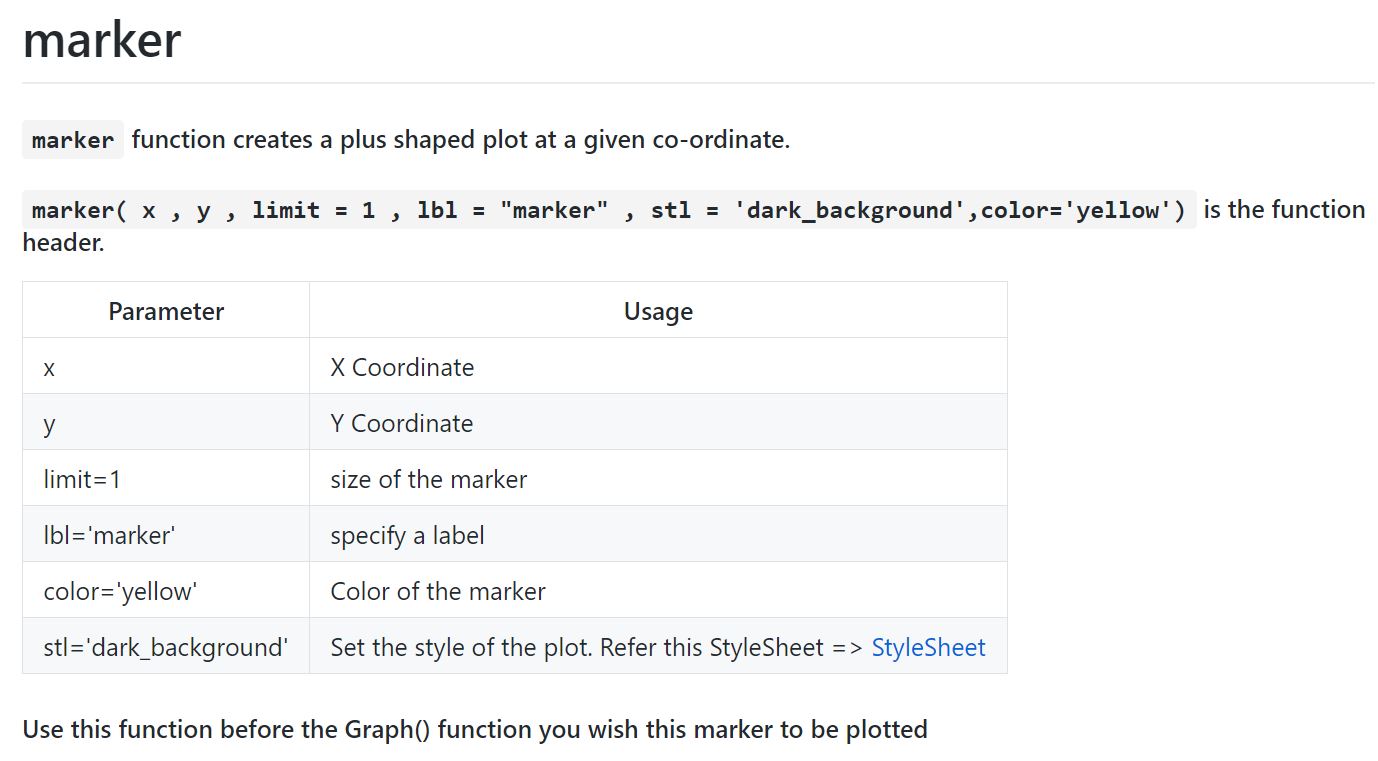 marker
marker function creates a plus shaped plot at a given co-ordinate.
marker( x , y , limit = 1 , lbl = "marker" , stl = 'dark_background',color='yellow') is the function
header.
Parameter Usage
x X Coordinate
y Y Coordinate
limit=1 size of the marker
lbl='marker' specify a label
color='yellow' Color of the marker
stl='dark_background' Set the style of the plot. Refer this StyleSheet => StyleSheet
Use this function before the Graph() function you wish this marker to be plotted